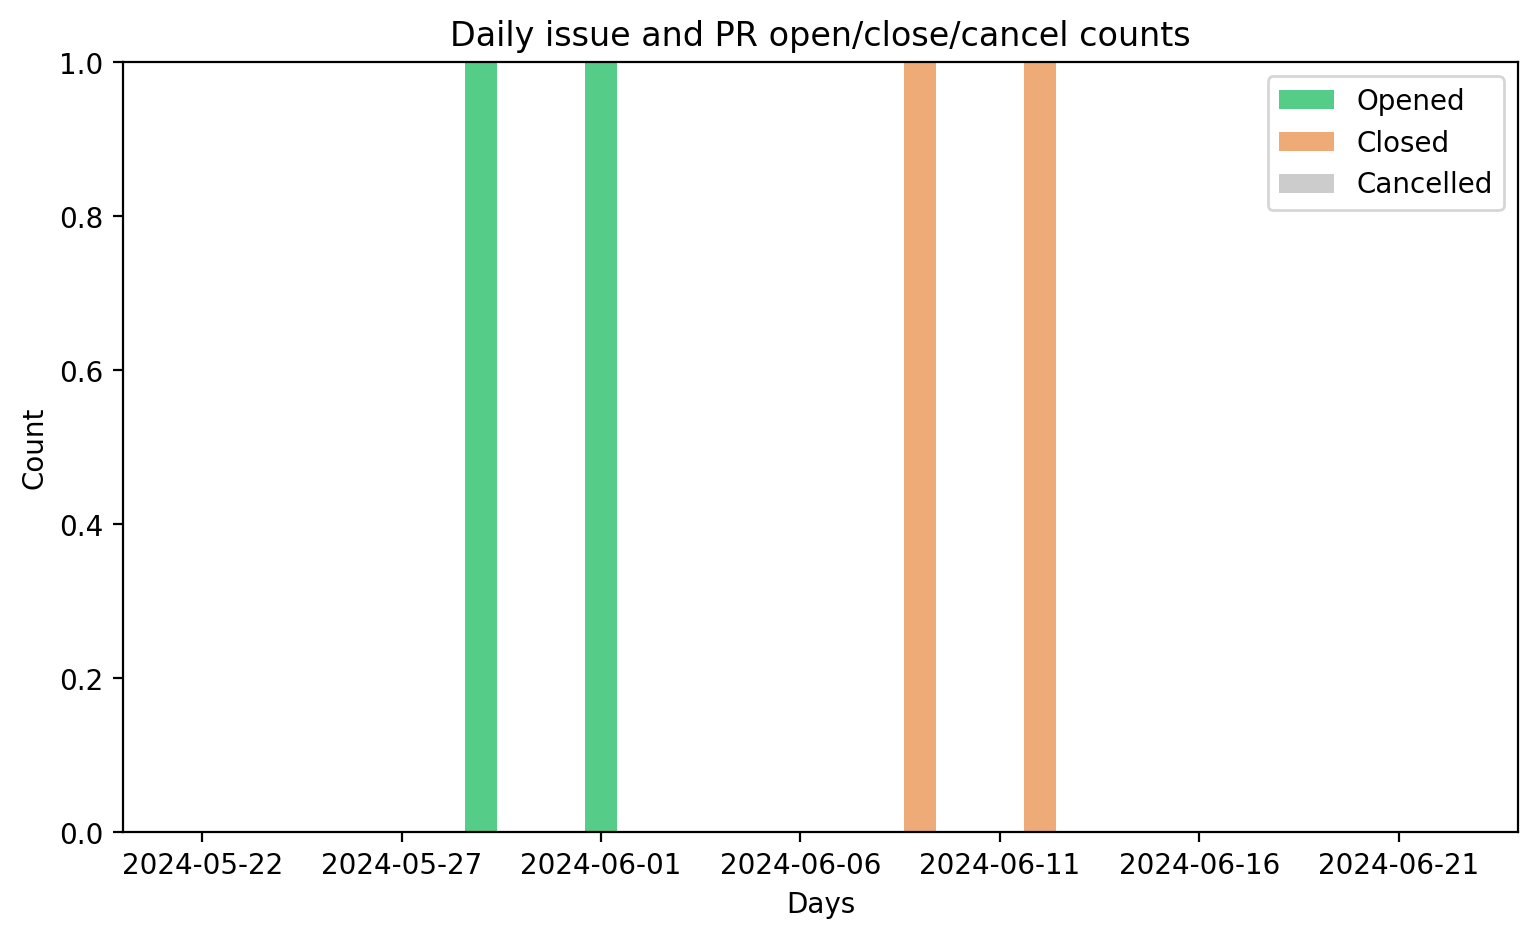 Daily issue and PR open/close/cancel counts
1.0
0.8
0.6
0.4
0.2
0.0
Count
Opened
Closed
Cancelled
2024-05-22 2024-05-27 2024-06-01 2024-06-06 2024-06-11 2024-06-16 2024-06-21
Days